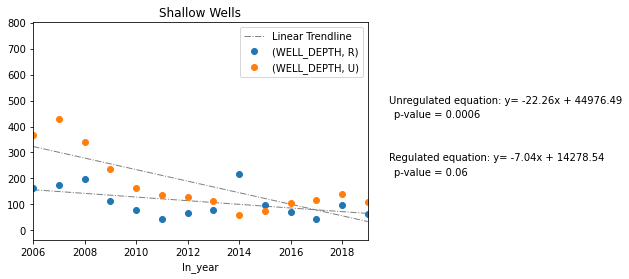 Shallow Wells
800
700
600
500
400
300
200
100
0
2006 2008 2010 2012 2014 2016 2018
ln_year
Linear Trendline
(WELL_DEPTH, R)
(WELL_DEPTH, U)
Unregulated equation: y= -22.26x + 44976.49
p-value = 0.0006
Regulated equation: y= -7.04x + 14278.54
p-value = 0.06